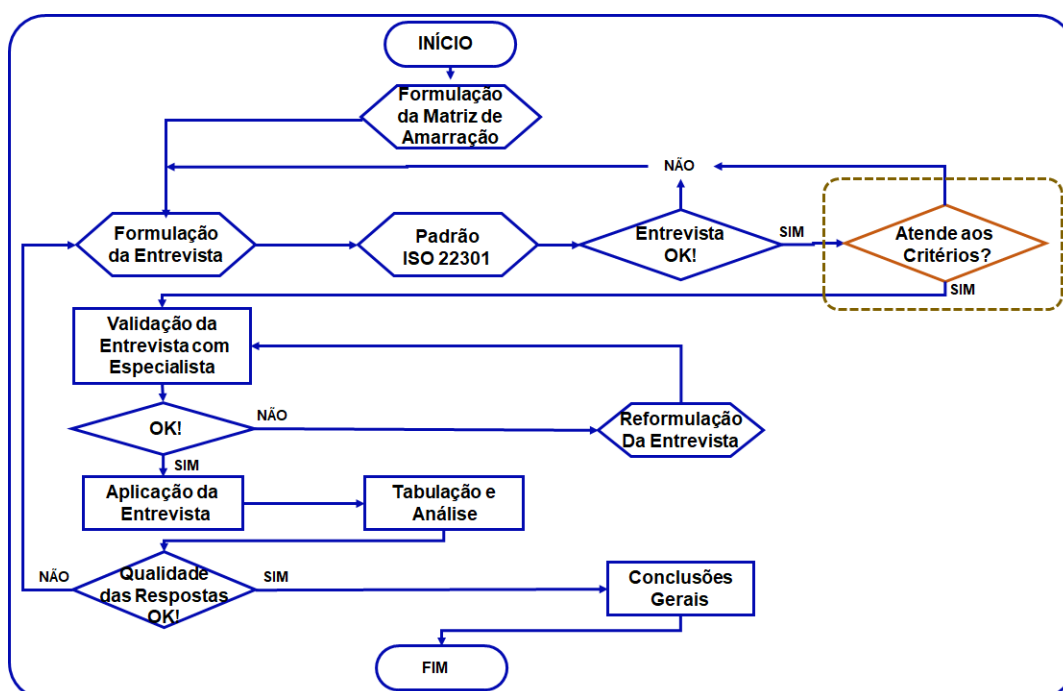 INÍCIO
Formulação
da Matriz de
Amarração
NÃO
Formulação
da Entrevista
Padrão
ISO 22301
Entrevista
OK!
SIM
Atende aos
Critérios?
SIM
Validação da
Entrevista com
Especialista
OK!
NÃO
Reformulação
Da Entrevista
SIM
Aplicação da
Entrevista
Tabulação e
Análise
NÃO
Qualidade
das Respostas
OK!
SIM
Conclusões
Gerais
FIM